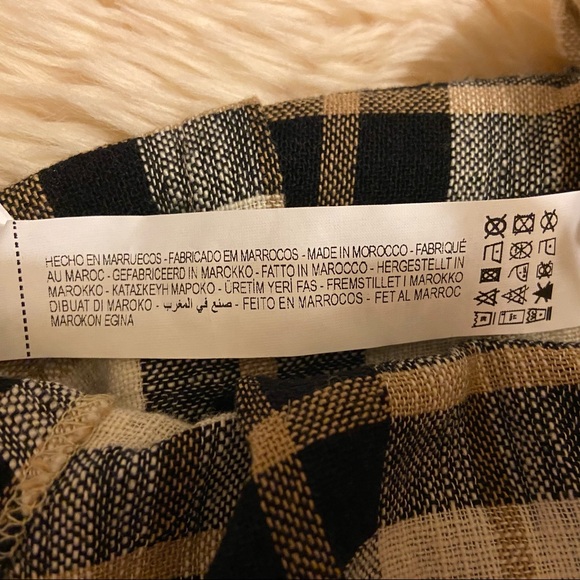 HECHO EN MARRUECOS - FABRICADO EM MARROCOS - MADE IN MOROCCO - FABRIQUÉ
AU MAROC - GEFABRICEERD IN MAROKKO - FATTO IN MAROCCO - HERGESTELLT IN
MAROKKO - ΚΑΤΑΣΚΕΥΗ ΜΑΡΟΚΟ - ÜRETİM YERİ FAS - FREMSTILLET I MAROKKO
DIBUAT DI MAROKO - صنع في المغرب - FEITO EN MARROCOS - FET AL MARROC
MAROKON EGINA